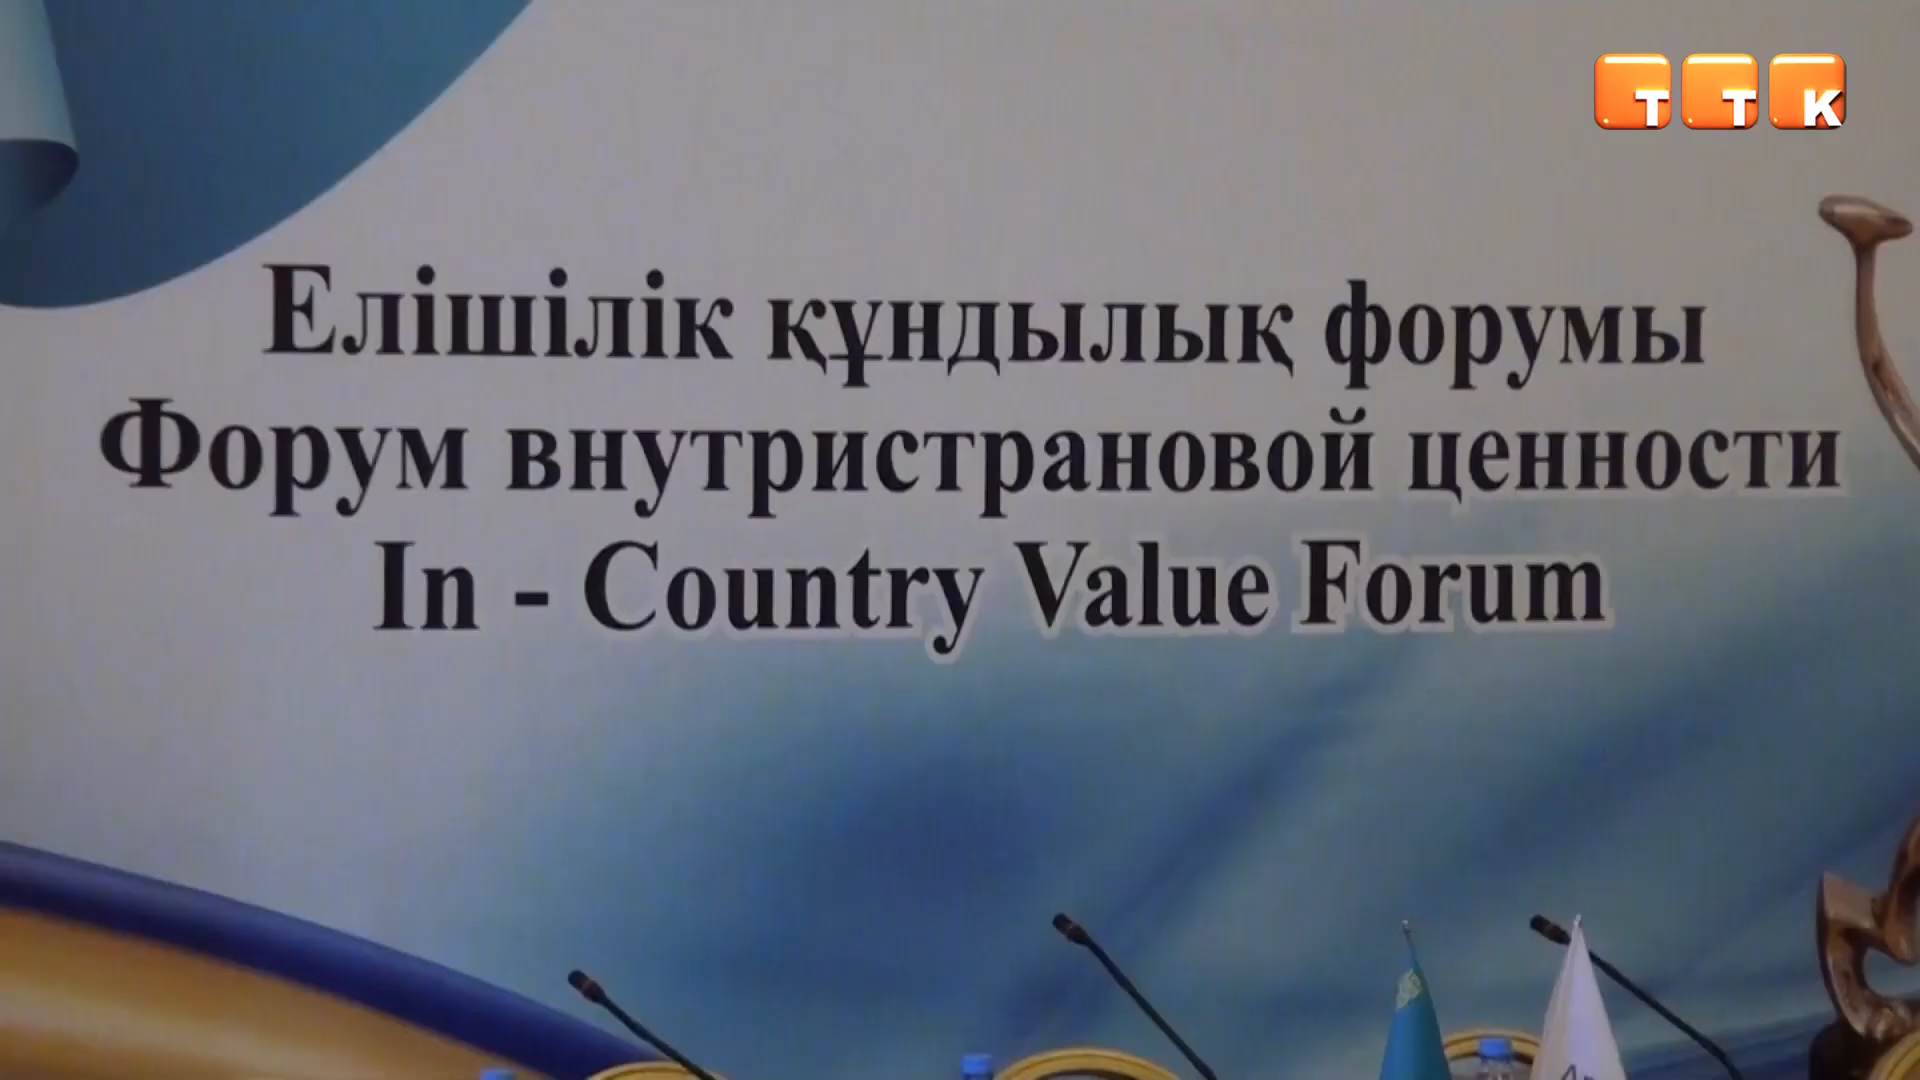 ТТК
Елішілік құндылық форумы
Форум внутристрановой ценности
In - Country Value Forum